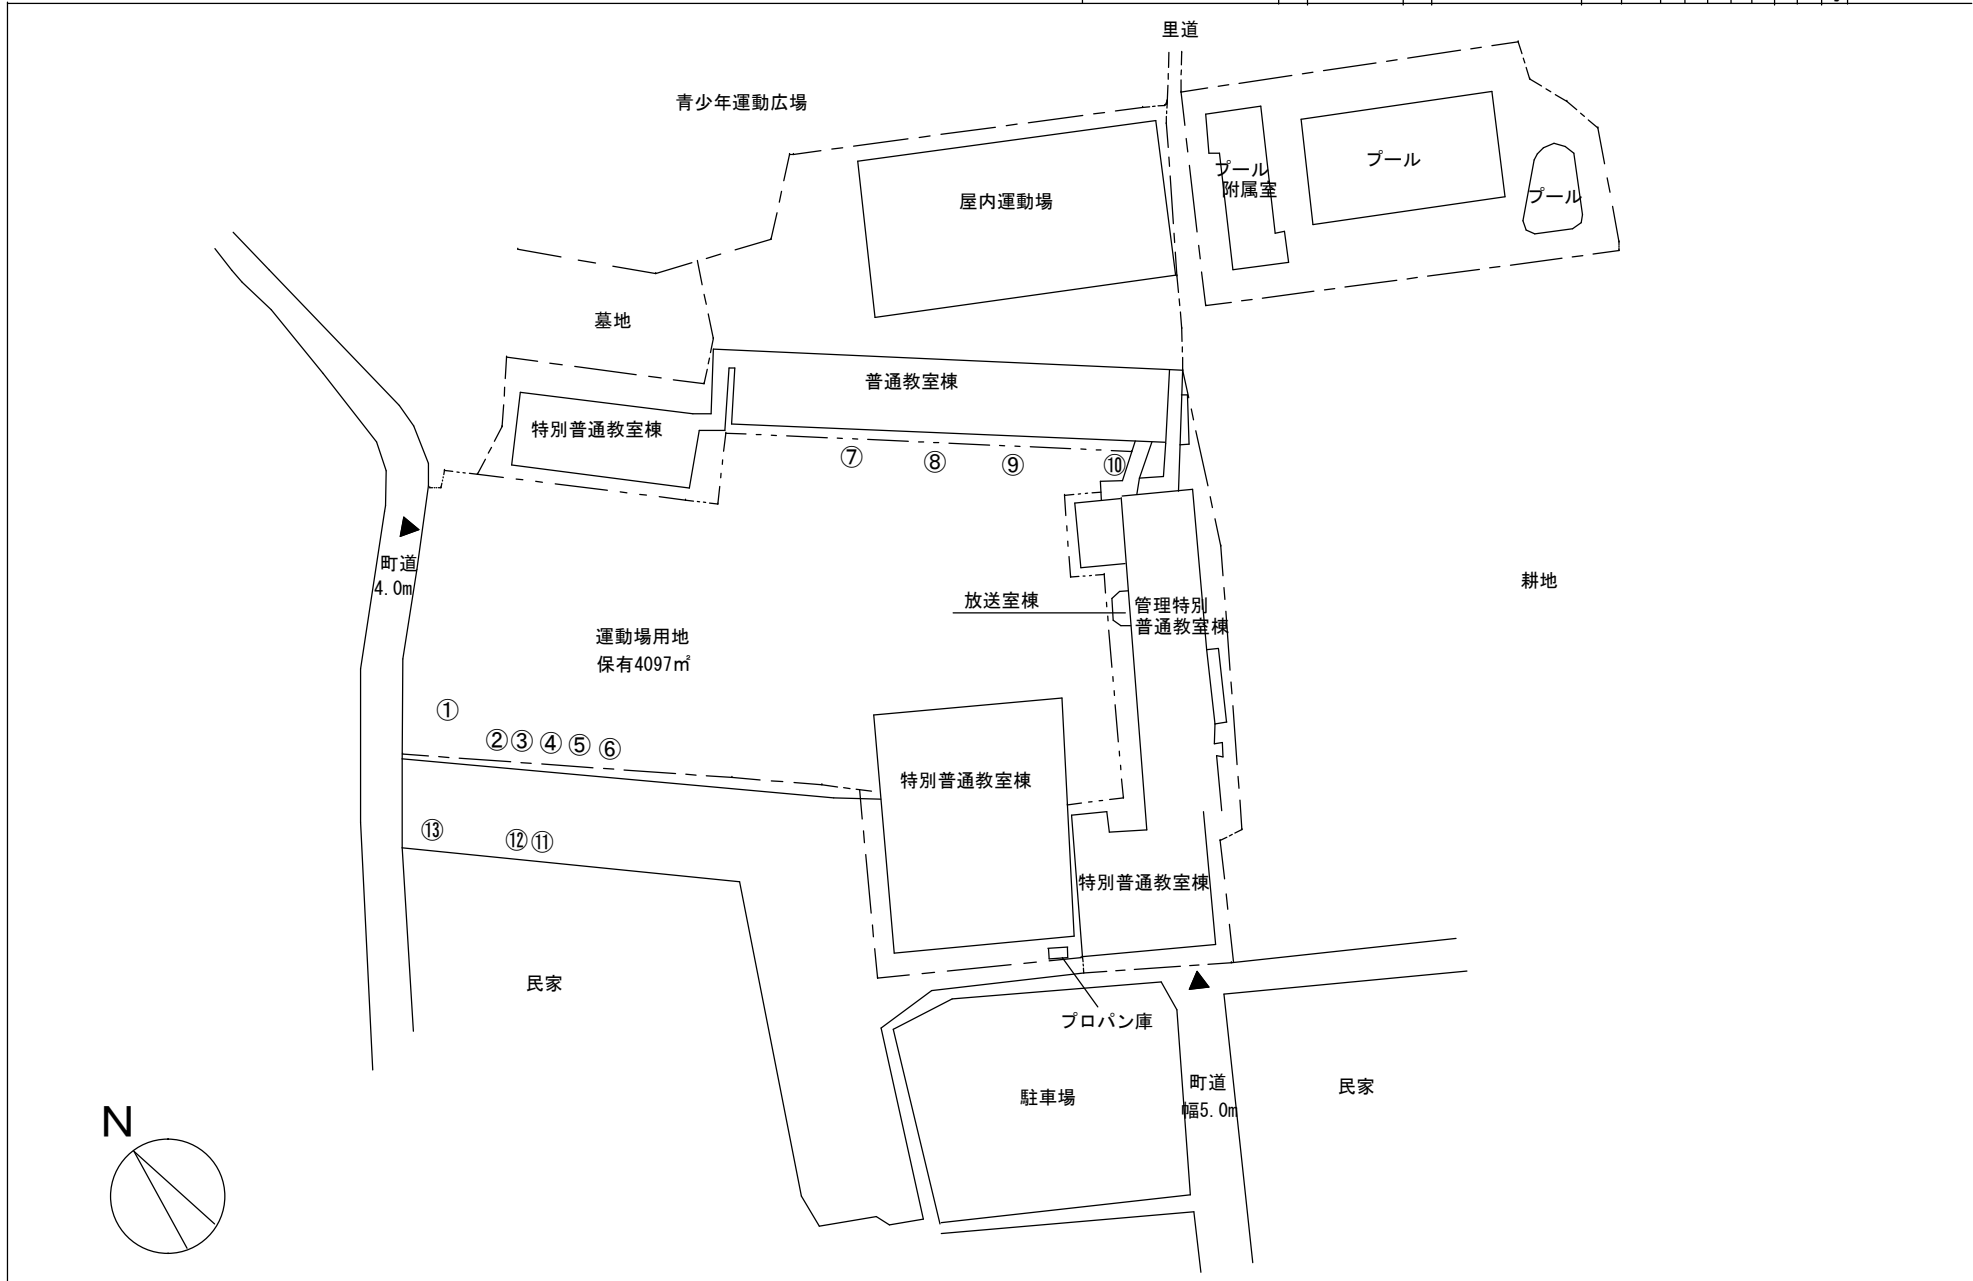 里道
青少年運動広場
プール
附属室
プール
プール
屋内運動場
墓地
普通教室棟
特別普通教室棟
⑦
⑧
⑨
⑩
町道
4.0m
放送室棟
管理特別
普通教室棟
耕地
運動場用地
保有4097㎡
①
②③④⑤⑥
特別普通教室棟
⑬
⑫⑪
特別普通教室棟
民家
プロパン庫
駐車場
町道
幅5.0m
民家
N